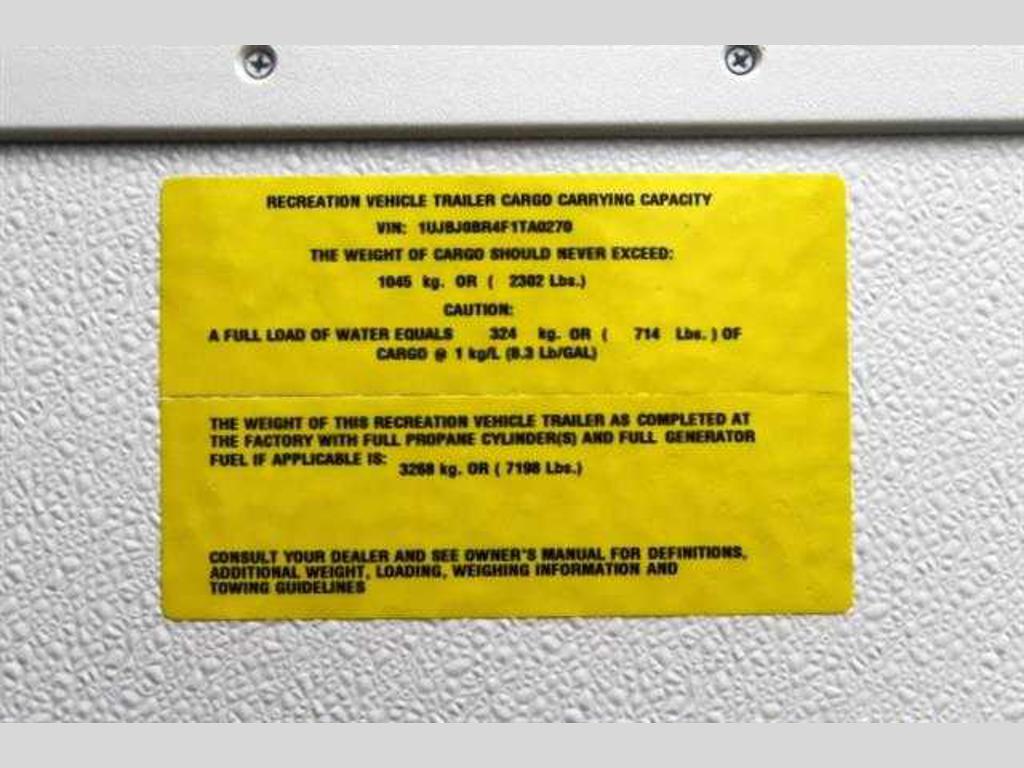 RECREATION VEHICLE TRAILER CARGO CARRYING CAPACITY
VIN: 1UJBJ0BR4F1TA0270
THE WEIGHT OF CARGO SHOULD NEVER EXCEED:
1045 kg. OR ( 2302 Lbs.)
CAUTION:
A FULL LOAD OF WATER EQUALS 324 kg. OR ( 714 Lbs. ) OF
CARGO @ 1 kg/L (8.3 Lb/GAL)
THE WEIGHT OF THIS RECREATION VEHICLE TRAILER AS COMPLETED AT
THE FACTORY WITH FULL PROPANE CYLINDER(S) AND FULL GENERATOR
FUEL IF APPLICABLE IS: 3268 kg. OR ( 7198 Lbs.)
CONSULT YOUR DEALER AND SEE OWNER'S MANUAL FOR DEFINITIONS,
ADDITIONAL WEIGHT, LOADING, WEIGHING INFORMATION AND
TOWING GUIDELINES